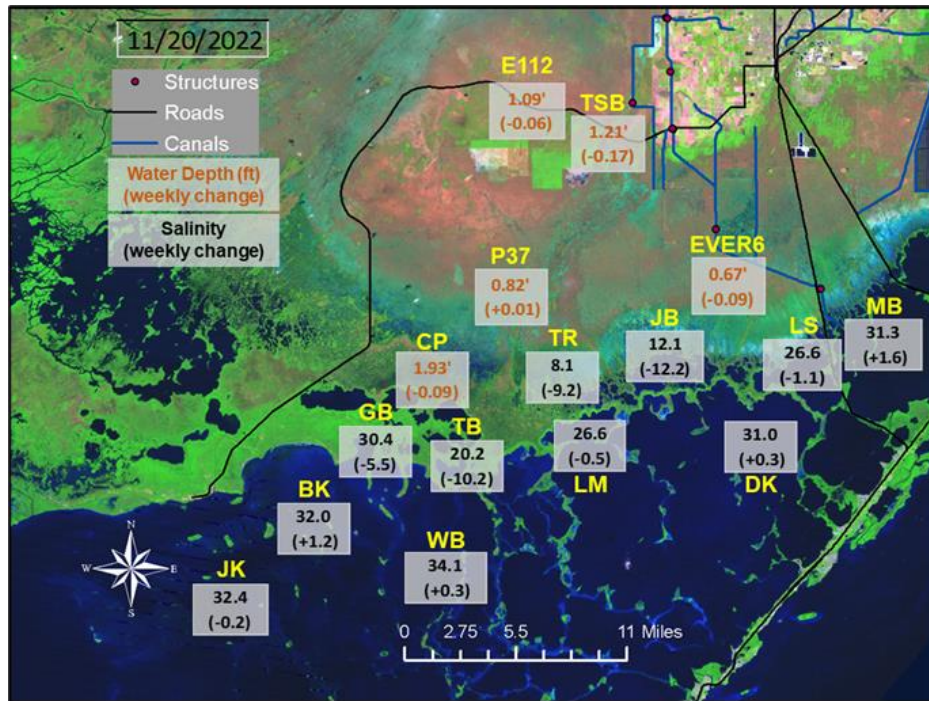 11/20/2022
Structures
Roads
Canals
Water Depth (ft)
(weekly change)
Salinity
(weekly change)
E112
1.09'
(-0.06)
TSB
1.21'
(-0.17)
P37
0.82'
(+0.01)
EVER6
0.67'
(-0.09)
CP
1.93'
(-0.09)
TR
8.1
(-9.2)
JB
12.1
(-12.2)
LS
26.6
(-1.1)
MB
31.3
(+1.6)
GB
30.4
(-5.5)
TB
20.2
(-10.2)
26.6
(-0.5)
LM
31.0
(+0.3)
DK
BK
32.0
(+1.2)
WB
34.1
(+0.3)
JK
32.4
(-0.2)
N
W E
S
0 2.75 5.5 11 Miles